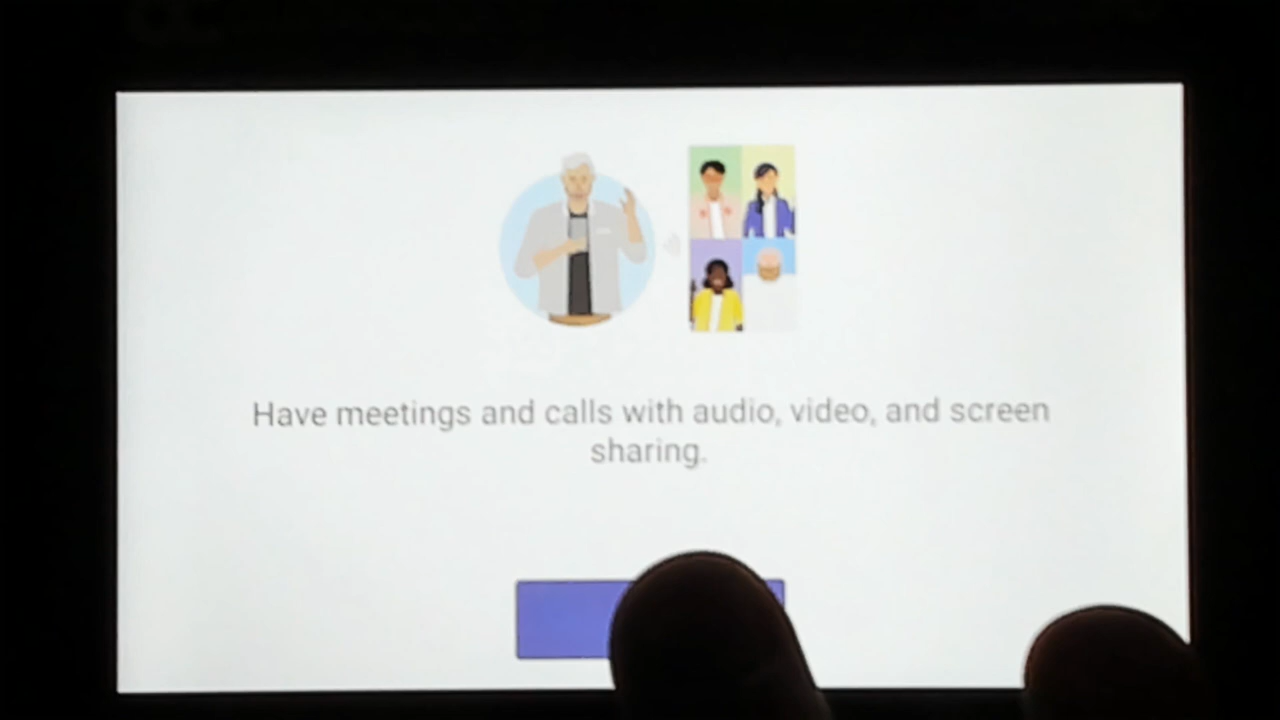 Have meetings and calls with audio, video, and screen
sharing.